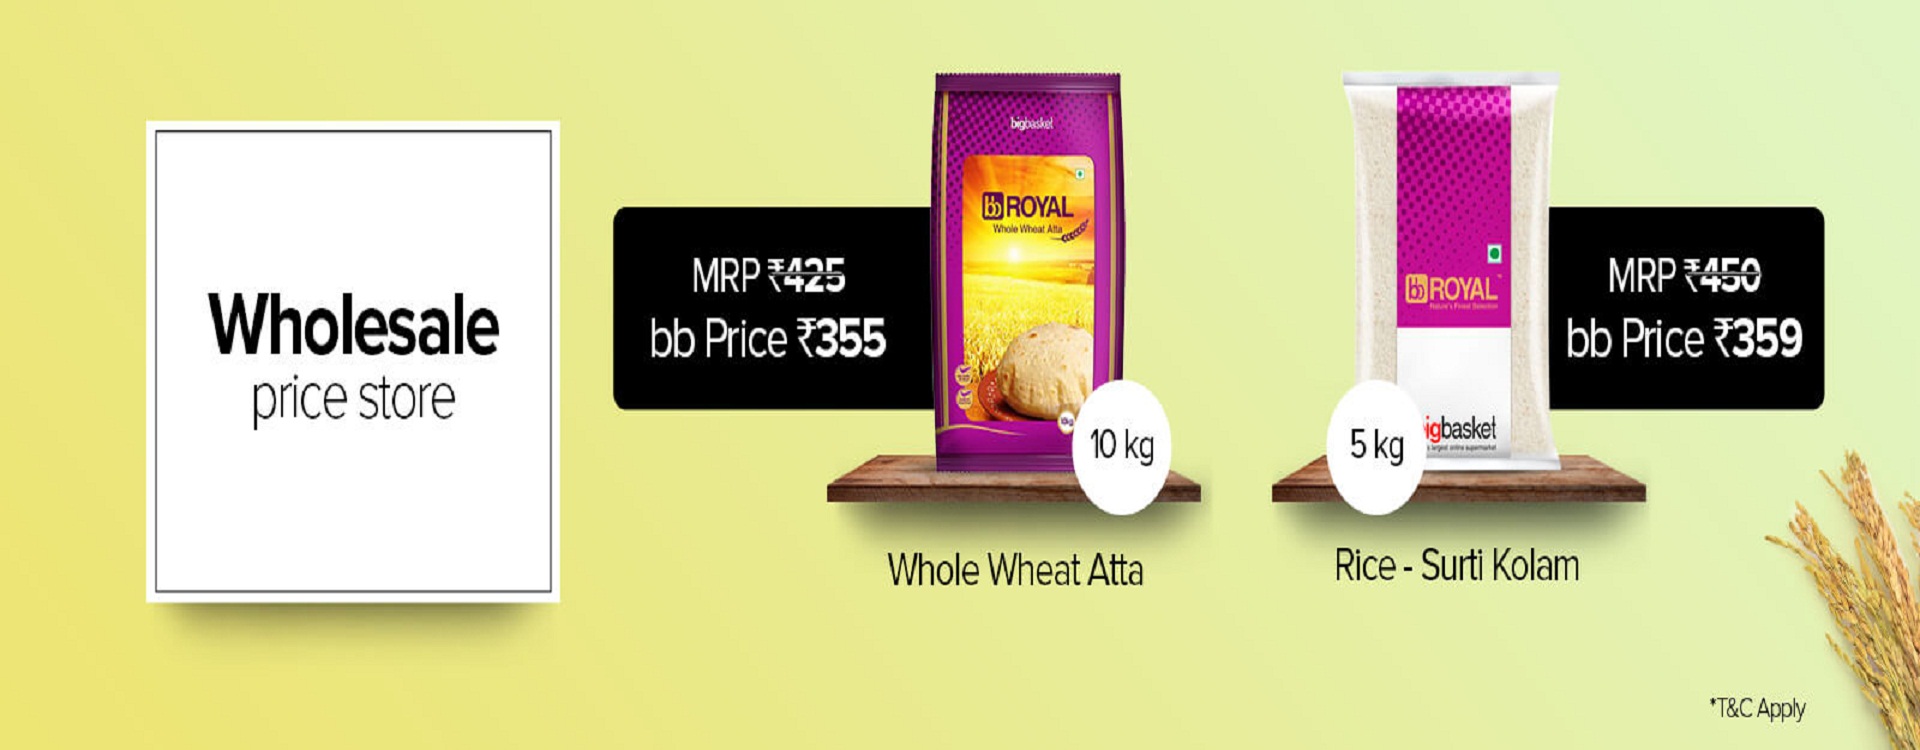 Wholesale
price store
MRP ₹425
bb Price ₹355
bigbasket
bb ROYAL
Whole Wheat Atta
10 kg
Whole Wheat Atta
bb ROYAL
5 kg
igbasket
MRP ₹450
bb Price ₹359
Rice - Surti Kolam
*T&C Apply